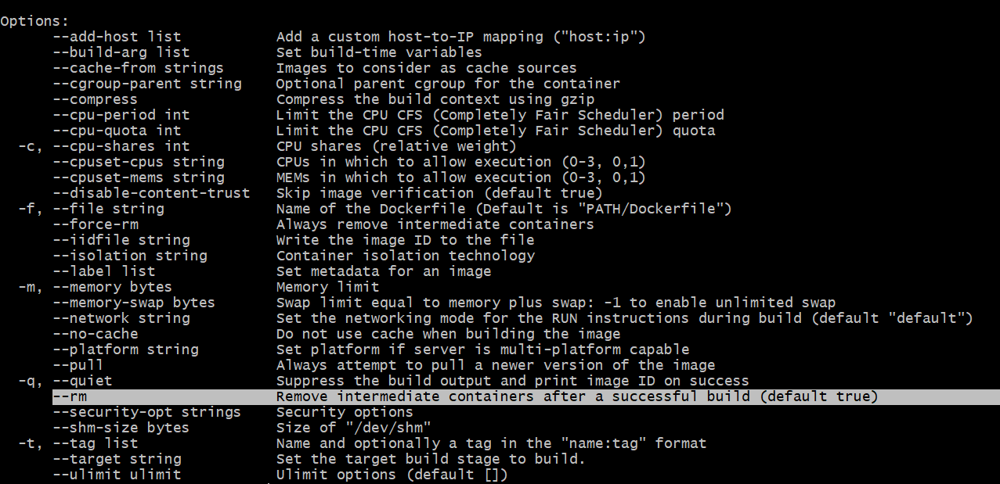 Options:
      --add-host list           Add a custom host-to-IP mapping ("host:ip")
      --build-arg list          Set build-time variables
      --cache-from strings      Images to consider as cache sources
      --cgroup-parent string    Optional parent cgroup for the container
      --compress                Compress the build context using gzip
      --cpu-period int          Limit the CPU CFS (Completely Fair Scheduler) period
      --cpu-quota int           Limit the CPU CFS (Completely Fair Scheduler) quota
  -c, --cpu-shares int          CPU shares (relative weight)
      --cpuset-cpus string      CPUs in which to allow execution (0-3, 0,1)
      --cpuset-mems string      MEMs in which to allow execution (0-3, 0,1)
      --disable-content-trust   Skip image verification (default true)
  -f, --file string             Name of the Dockerfile (Default is "PATH/Dockerfile")
      --force-rm                Always remove intermediate containers
      --iidfile string          Write the image ID to the file
      --isolation string        Container isolation technology
      --label list              Set metadata for an image
  -m, --memory bytes            Memory limit
      --memory-swap bytes       Swap limit equal to memory plus swap: -1 to enable unlimited swap
      --network string          Set the networking mode for the RUN instructions during build (default "default")
      --no-cache                Do not use cache when building the image
      --platform string         Set platform if server is multi-platform capable
      --pull                    Always attempt to pull a newer version of the image
  -q, --quiet                   Suppress the build output and print image ID on success
      --rm                      Remove intermediate containers after a successful build (default true)
      --security-opt strings    Security options
      --shm-size bytes          Size of "/dev/shm"
  -t, --tag list                Name and optionally a tag in the "name:tag" format
      --target string           Set the target build stage to build.
      --ulimit ulimit           Ulimit options (default [])